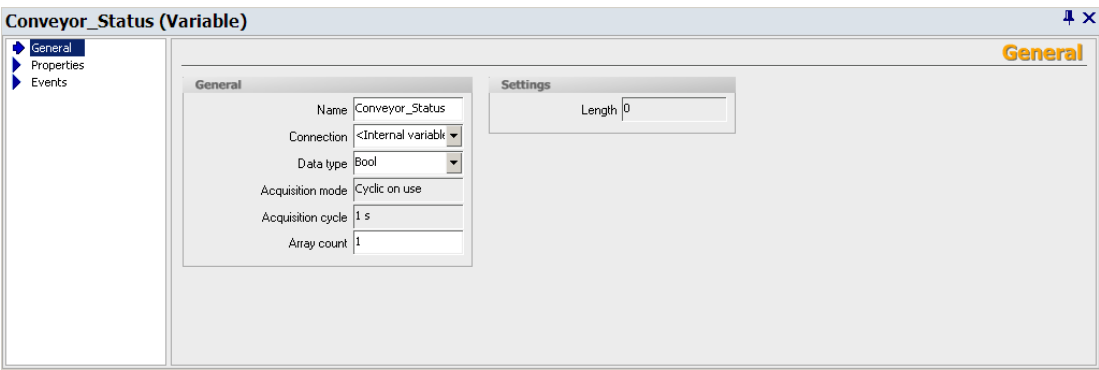 Conveyor_Status (Variable)
General
Properties
Events
General
General
Name Conveyor_Status
Connection <Internal variable
Data type Bool
Acquisition mode Cyclic on use
Acquisition cycle 1 s
Array count 1
Settings
Length 0